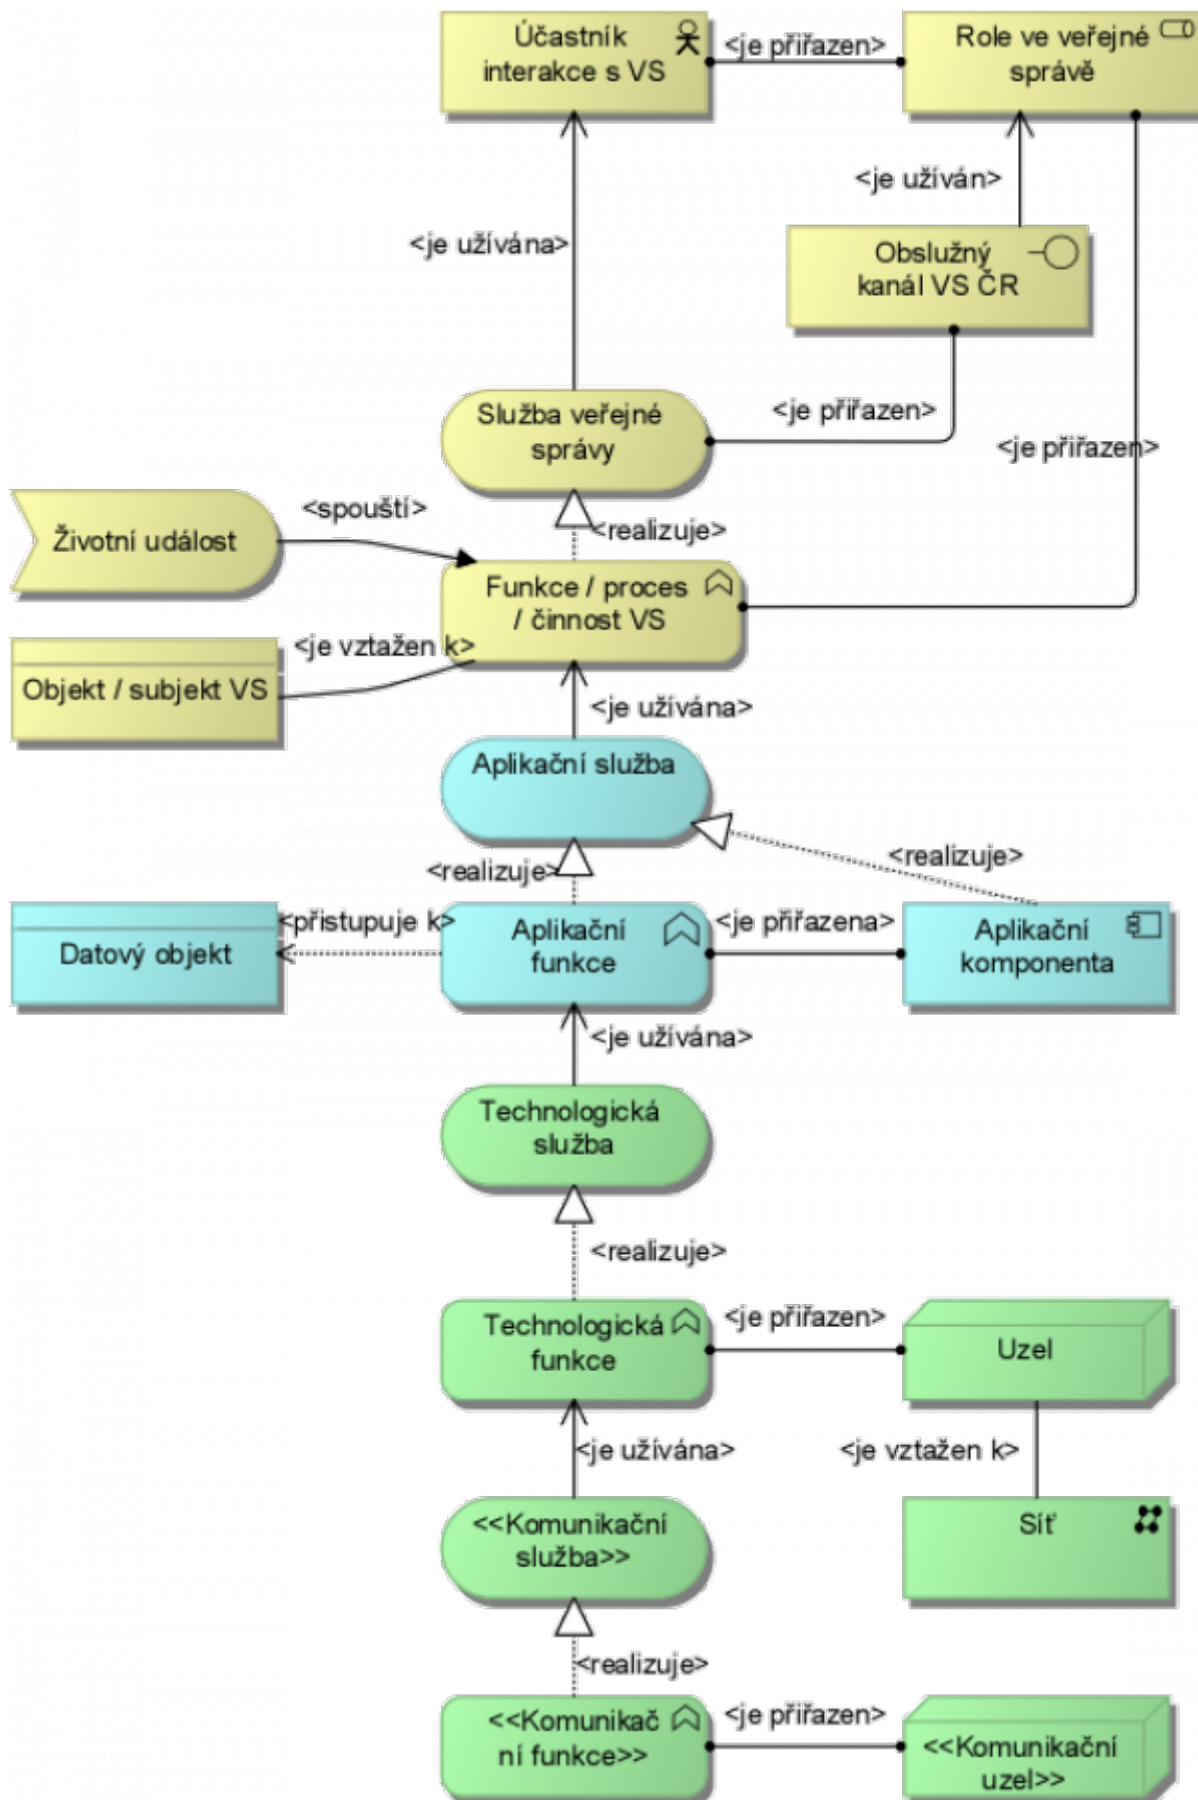 Účastník
interakce s VS
<je přiřazen>
Role ve veřejné
správě
<je užíván>
<je užívána>
Obslužný
kanál VS ČR
Služba veřejné
správy
<je přiřazen>
<je přiřazen>
<spouští>
<realizuje>
Životní událost
Funkce / proces
/ činnost VS
<je vztažen k>
Objekt / subjekt VS
<je užívána>
Aplikační služba
<realizuje>
<realizuje>
<přistupuje k>
Datový objekt
Aplikační
funkce
<je přiřazena>
Aplikační
komponenta
<je užívána>
Technologická
služba
<realizuje>
Technologická
funkce
<je přiřazen>
Uzel
<je užívána>
<je vztažen k>
<<Komunikační
služba>>
Síť
<realizuje>
<<Komunikač
ní funkce>>
<je přiřazen>
<<Komunikační
uzel>>